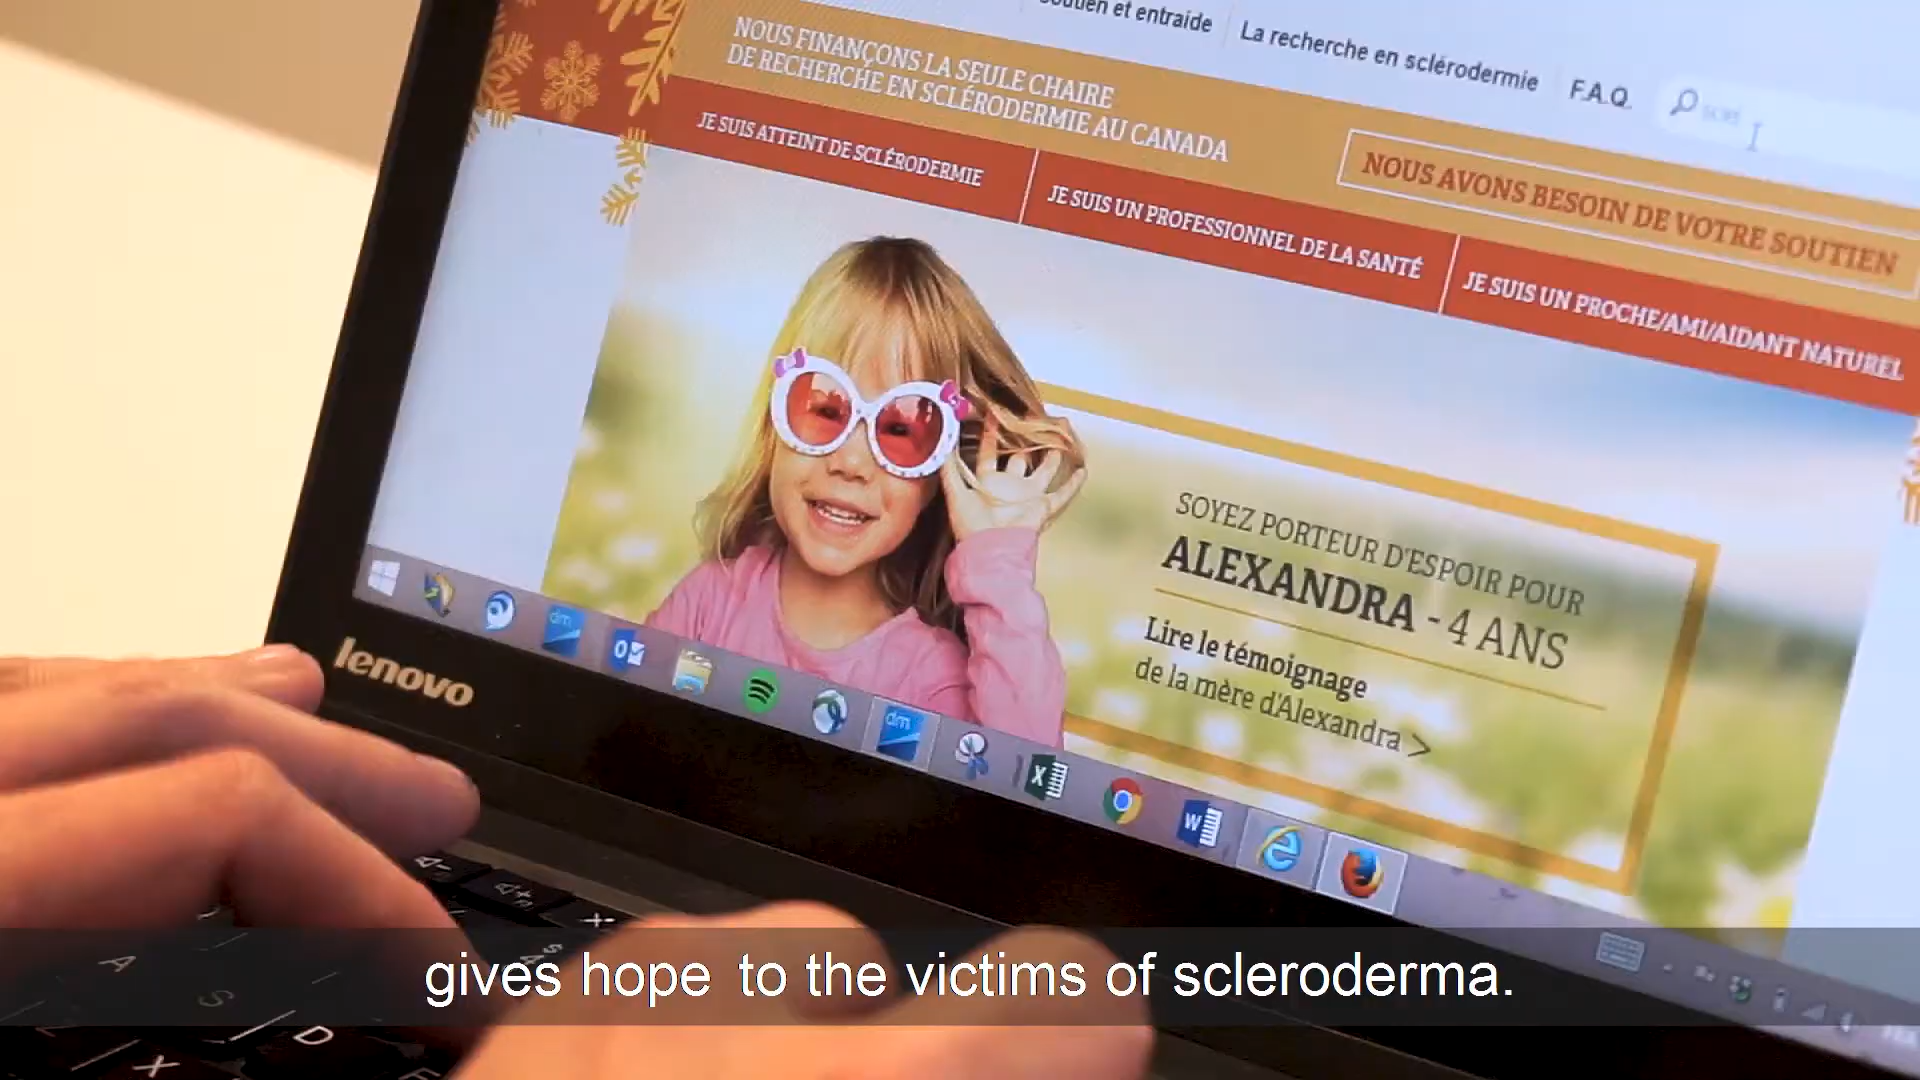 et entraide
La recherche en sclérodermie
F.A.Q.
NOUS FINANÇONS LA SEULE CHAIRE
DE RECHERCHE EN SCLÉRODERMIE AU CANADA
NOUS AVONS BESOIN DE VOTRE SOUTIEN
JE SUIS ATTEINT DE SCLÉRODERMIE
JE SUIS UN PROFESSIONNEL DE LA SANTÉ
JE SUIS UN PROCHE/AMI/AIDANT NATUREL
SOYEZ PORTEUR D'ESPOIR POUR
ALEXANDRA - 4 ANS
Lire le témoignage
de la mère d'Alexandra >
dm
dm
lenovo
gives hope to the victims of scleroderma.
A
S
D
X